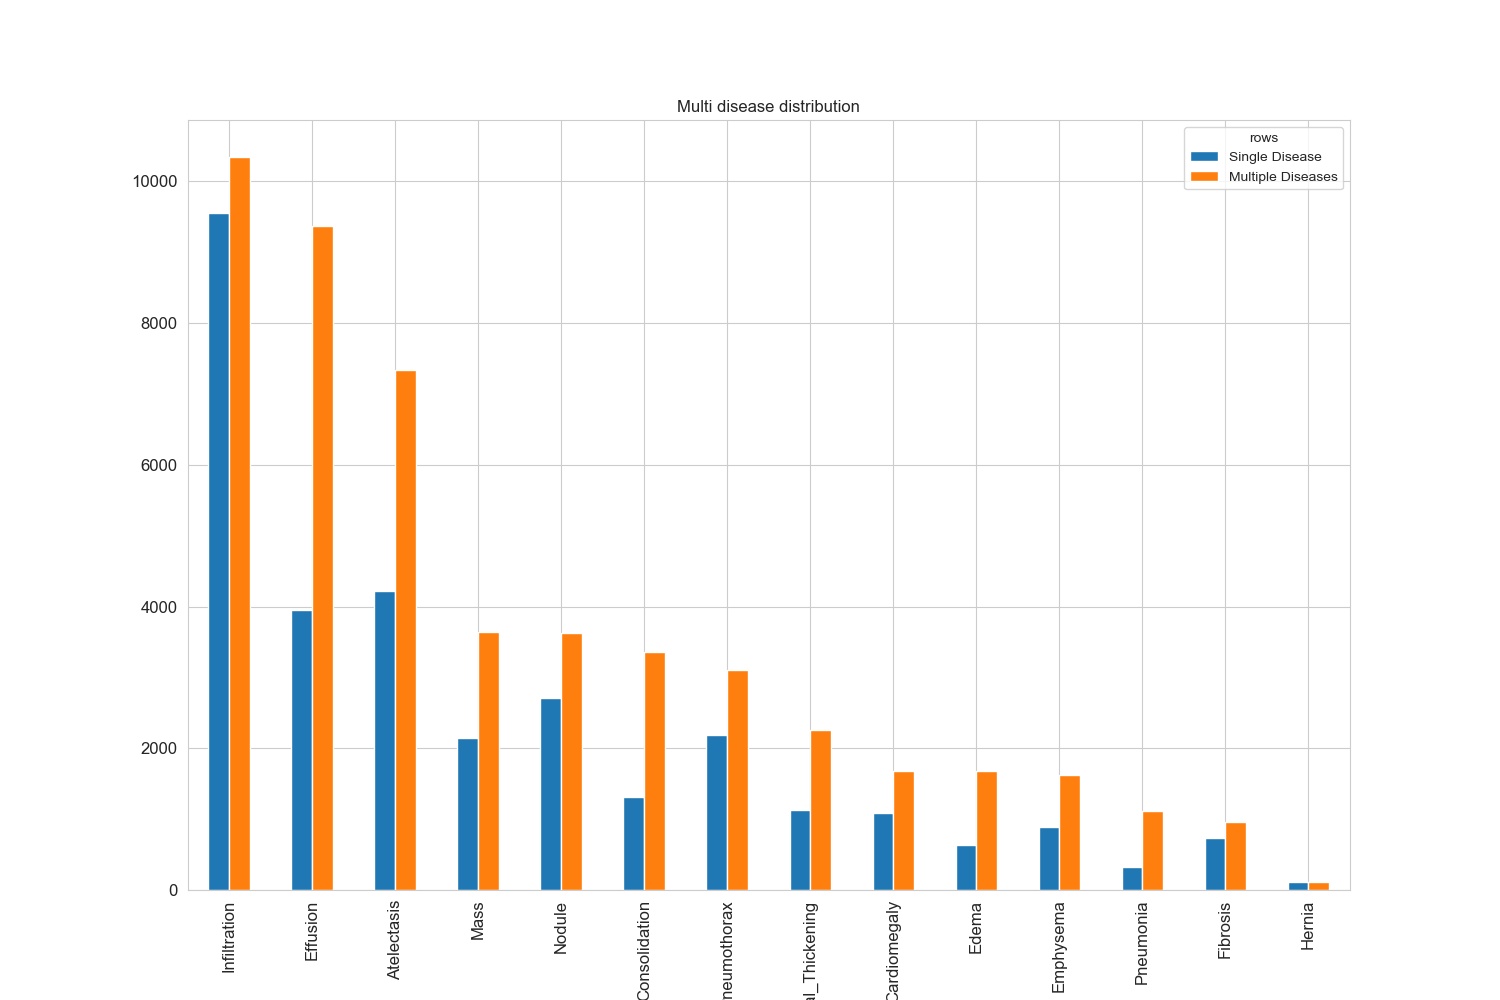 Multi disease distribution
rows
Single Disease
Multiple Diseases
10000
8000
6000
4000
2000
0
Infiltration
Effusion
Atelectasis
Mass
Nodule
Consolidation
neumothorax
al_Thickening
Cardiomegaly
Edema
Emphysema
Pneumonia
Fibrosis
Hernia